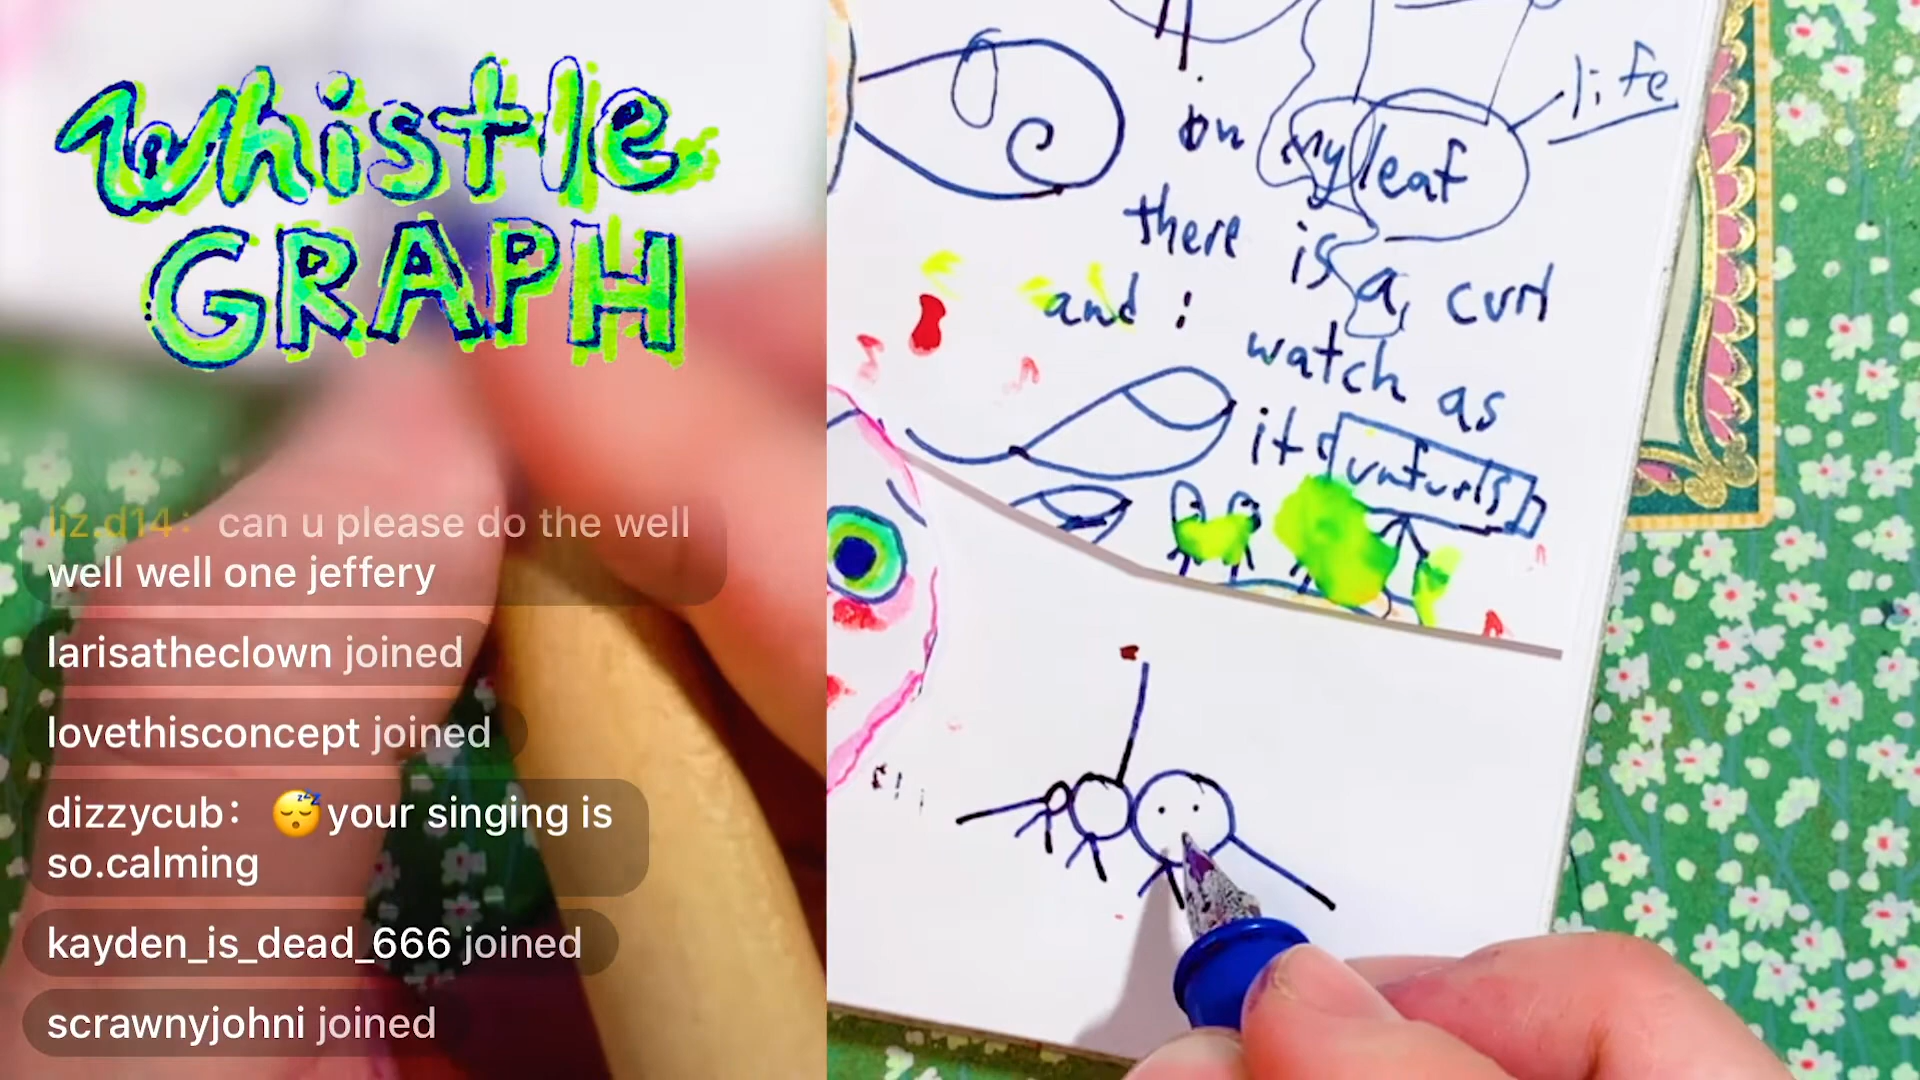 Whistle
GRAPH
liz.d14: can u please do the well
well well one jeffery
larisatheclown joined
lovethisconcept joined
dizzycub: 😴your singing is
so.calming
kayden_is_dead_666 joined
scrawnyjohni joined
life
on my leaf
there is a curl
and :
watch as
it unfurls